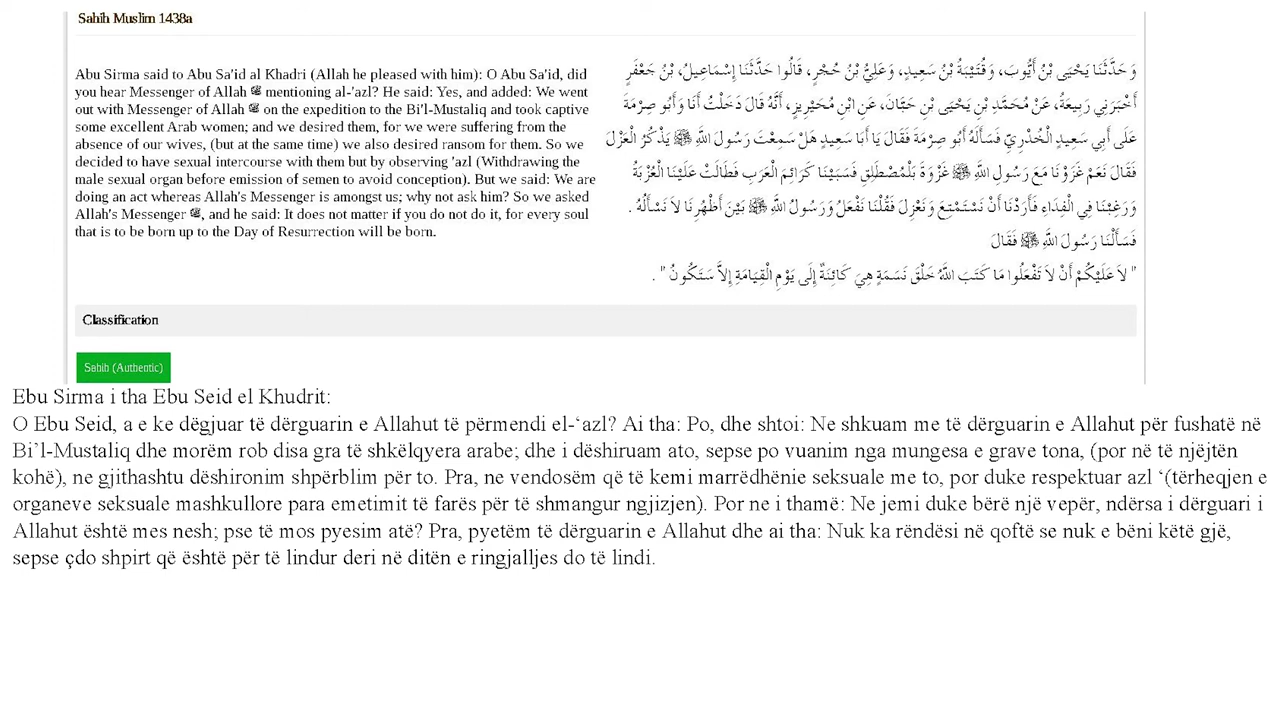 Sahih Muslim 1438a
Abu Sirma said to Abu Sa'id al Khadri (Allah he pleased with him): O Abu Sa'id, did
you hear Messenger of Allah ﷺ mentioning al-'azl? He said: Yes, and added: We went
out with Messenger of Allah ﷺ on the expedition to the Bi'l-Mustaliq and took captive
some excellent Arab women; and we desired them, for we were suffering from the
absence of our wives, (but at the same time) we also desired ransom for them. So we
decided to have sexual intercourse with them but by observing 'azl (Withdrawing the
male sexual organ before emission of semen to avoid conception). But we said: We are
doing an act whereas Allah's Messenger is amongst us; why not ask him? So we asked
Allah's Messenger ﷺ, and he said: It does not matter if you do not do it, for every soul
that is to be born up to the Day of Resurrection will be born.
وَحَدَّثَنَا يَحْيَى بْنُ أَيُّوبَ، وَقُتَيْبَةُ بْنُ سَعِيدٍ، وَعَلِيُّ بْنُ حُجْرٍ، قَالُوا حَدَّثَنَا إِسْمَاعِيلُ، بْنُ جَعْفَرٍ
أَخْبَرَنِي رَبِيعَةُ، عَنْ مُحَمَّدِ بْنِ يَحْيَى بْنِ حَبَّانَ، عَنِ ابْنِ مُحَيْرِيزٍ، أَنَّهُ قَالَ دَخَلْتُ أَنَا وَأَبُو صِرْمَةَ
عَلَى أَبِي سَعِيدٍ الْخُدْرِيِّ فَسَأَلَهُ أَبُو صِرْمَةَ فَقَالَ يَا أَبَا سَعِيدٍ هَلْ سَمِعْتَ رَسُولَ اللَّهِ ﷺ يَذْكُرُ الْعَزْلَ
فَقَالَ نَعَمْ غَزَوْنَا مَعَ رَسُولِ اللَّهِ ﷺ غَزْوَةَ بَلْمُصْطَلِقِ فَسَبَيْنَا كَرَائِمَ الْعَرَبِ فَطَالَتْ عَلَيْنَا الْعُزْبَةُ
وَرَغِبْنَا فِي الْفِدَاءِ فَأَرَدْنَا أَنْ نَسْتَمْتِعَ وَنَعْزِلَ فَقُلْنَا نَفْعَلُ وَرَسُولُ اللَّهِ ﷺ بَيْنَ أَظْهُرِنَا لاَ نَسْأَلُهُ .
فَسَأَلْنَا رَسُولَ اللَّهِ ﷺ فَقَالَ
" لاَ عَلَيْكُمْ أَنْ لاَ تَفْعَلُوا مَا كَتَبَ اللَّهُ خَلْقَ نَسَمَةٍ هِيَ كَائِنَةٌ إِلَى يَوْمِ الْقِيَامَةِ إِلاَّ سَتَكُونُ " .
Classification
Sahih (Authentic)
Ebu Sirma i tha Ebu Seid el Khudrit:
O Ebu Seid, a e ke dëgjuar të dërguarin e Allahut të përmendi el-‘azl? Ai tha: Po, dhe shtoi: Ne shkuam me të dërguarin e Allahut për fushatë në
Bi’l-Mustaliq dhe morëm rob disa gra të shkëlqyera arabe; dhe i dëshiruam ato, sepse po vuanim nga mungesa e grave tona, (por në të njëjtën
kohë), ne gjithashtu dëshironim shpërblim për to. Pra, ne vendosëm që të kemi marrëdhënie seksuale me to, por duke respektuar azl ‘(tërheqjen e
organeve seksuale mashkullore para emetimit të farës për të shmangur ngjizjen). Por ne i thamë: Ne jemi duke bërë një vepër, ndërsa i dërguari i
Allahut është mes nesh; pse të mos pyesim atë? Pra, pyetëm të dërguarin e Allahut dhe ai tha: Nuk ka rëndësi në qoftë se nuk e bëni këtë gjë,
sepse çdo shpirt që është për të lindur deri në ditën e ringjalljes do të lindi.